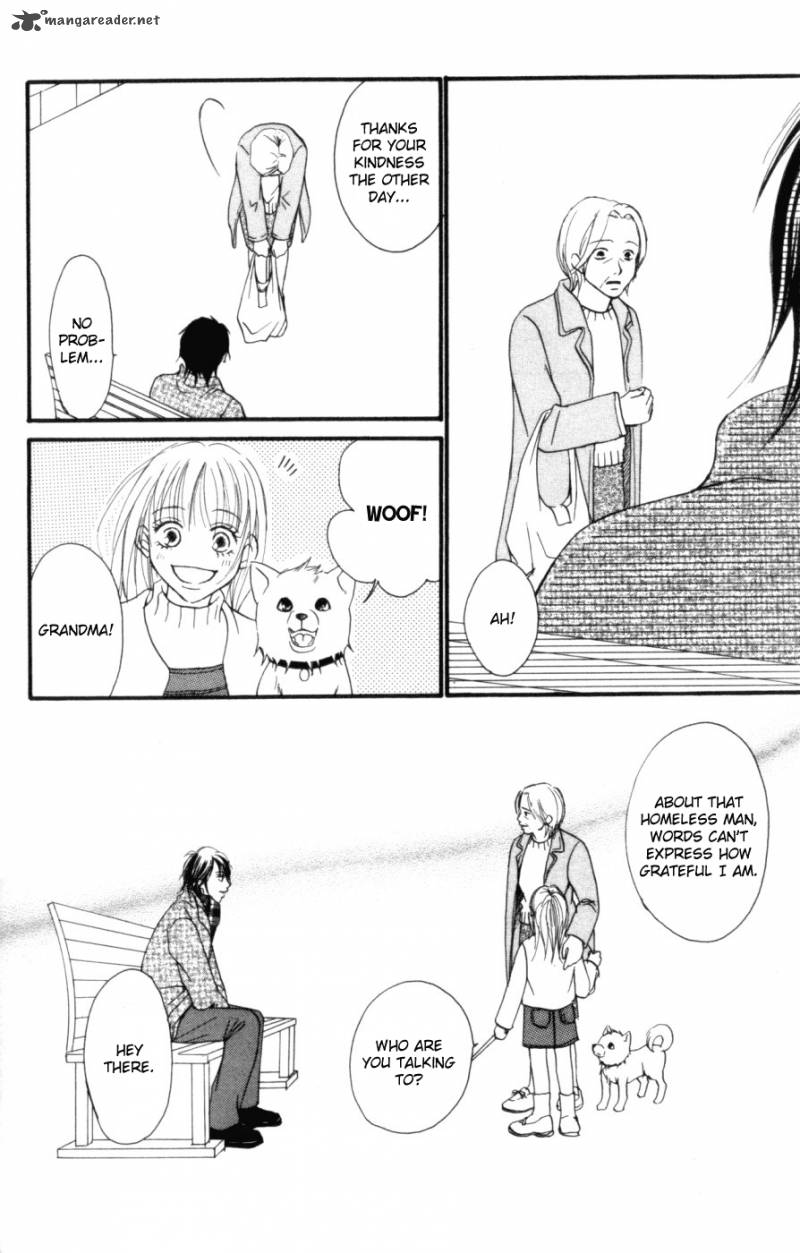 mangareader.net
AH!
THANKS
FOR YOUR
KINDNESS
THE OTHER
DAY...
NO
PROB-
LEM...
WOOF!
GRANDMA!
ABOUT THAT
HOMELESS MAN,
WORDS CAN'T
EXPRESS HOW
GRATEFUL I AM.
WHO ARE
YOU TALKING
TO?
HEY
THERE.